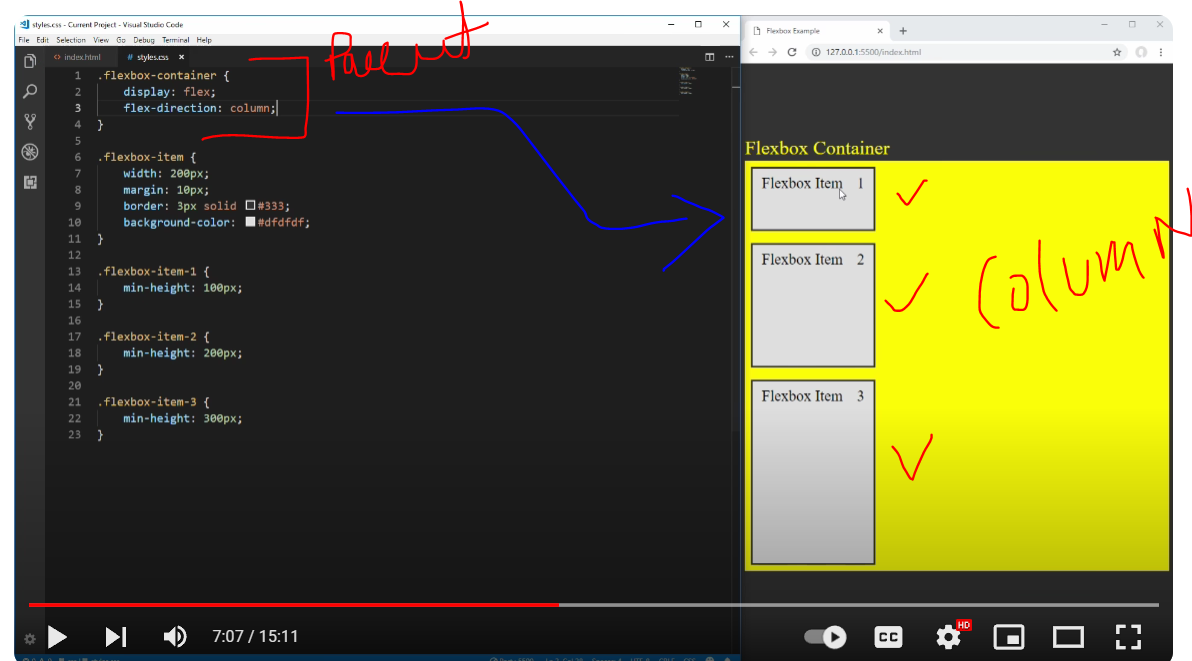 styles.css - Current Project - Visual Studio Code
File Edit Selection View Go Debug Terminal Help
<> index.html # styles.css ×
Parent
1 .flexbox-container {
2 display: flex;
3 flex-direction: column;
4 }
5
6 .flexbox-item {
7 width: 200px;
8 margin: 10px;
9 border: 3px solid #333;
10 background-color: #dfdfdf;
11 }
12
13 .flexbox-item-1 {
14 min-height: 100px;
15 }
16
17 .flexbox-item-2 {
18 min-height: 200px;
19 }
20
21 .flexbox-item-3 {
22 min-height: 300px;
23 }
Flexbox Example
127.0.0.1:5500/index.html
Flexbox Container
Flexbox Item 1
Flexbox Item 2
Column
Flexbox Item 3
7:07 / 15:11
CC
HD